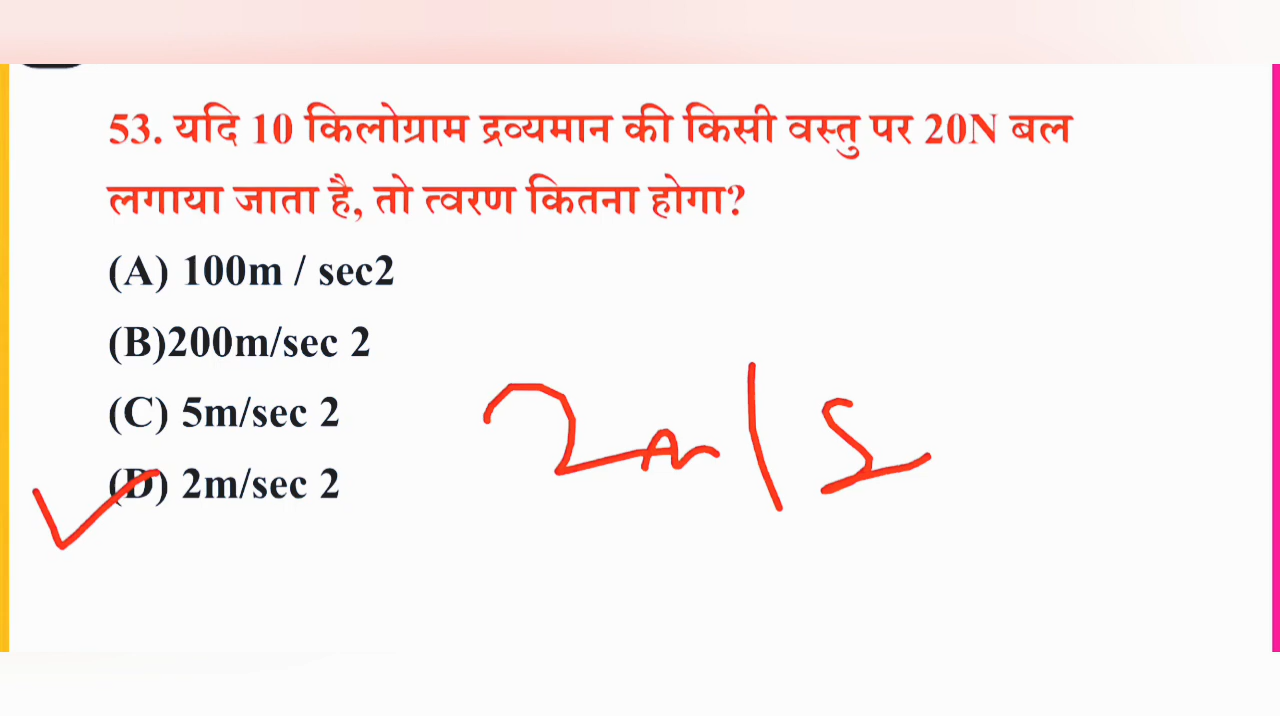 53. यदि 10 किलोग्राम द्रव्यमान की किसी वस्तु पर 20N बल
लगाया जाता है, तो त्वरण कितना होगा?
(A) 100m / sec2
(B)200m/sec 2
(C) 5m/sec 2
2m/s
(D) 2m/sec 2